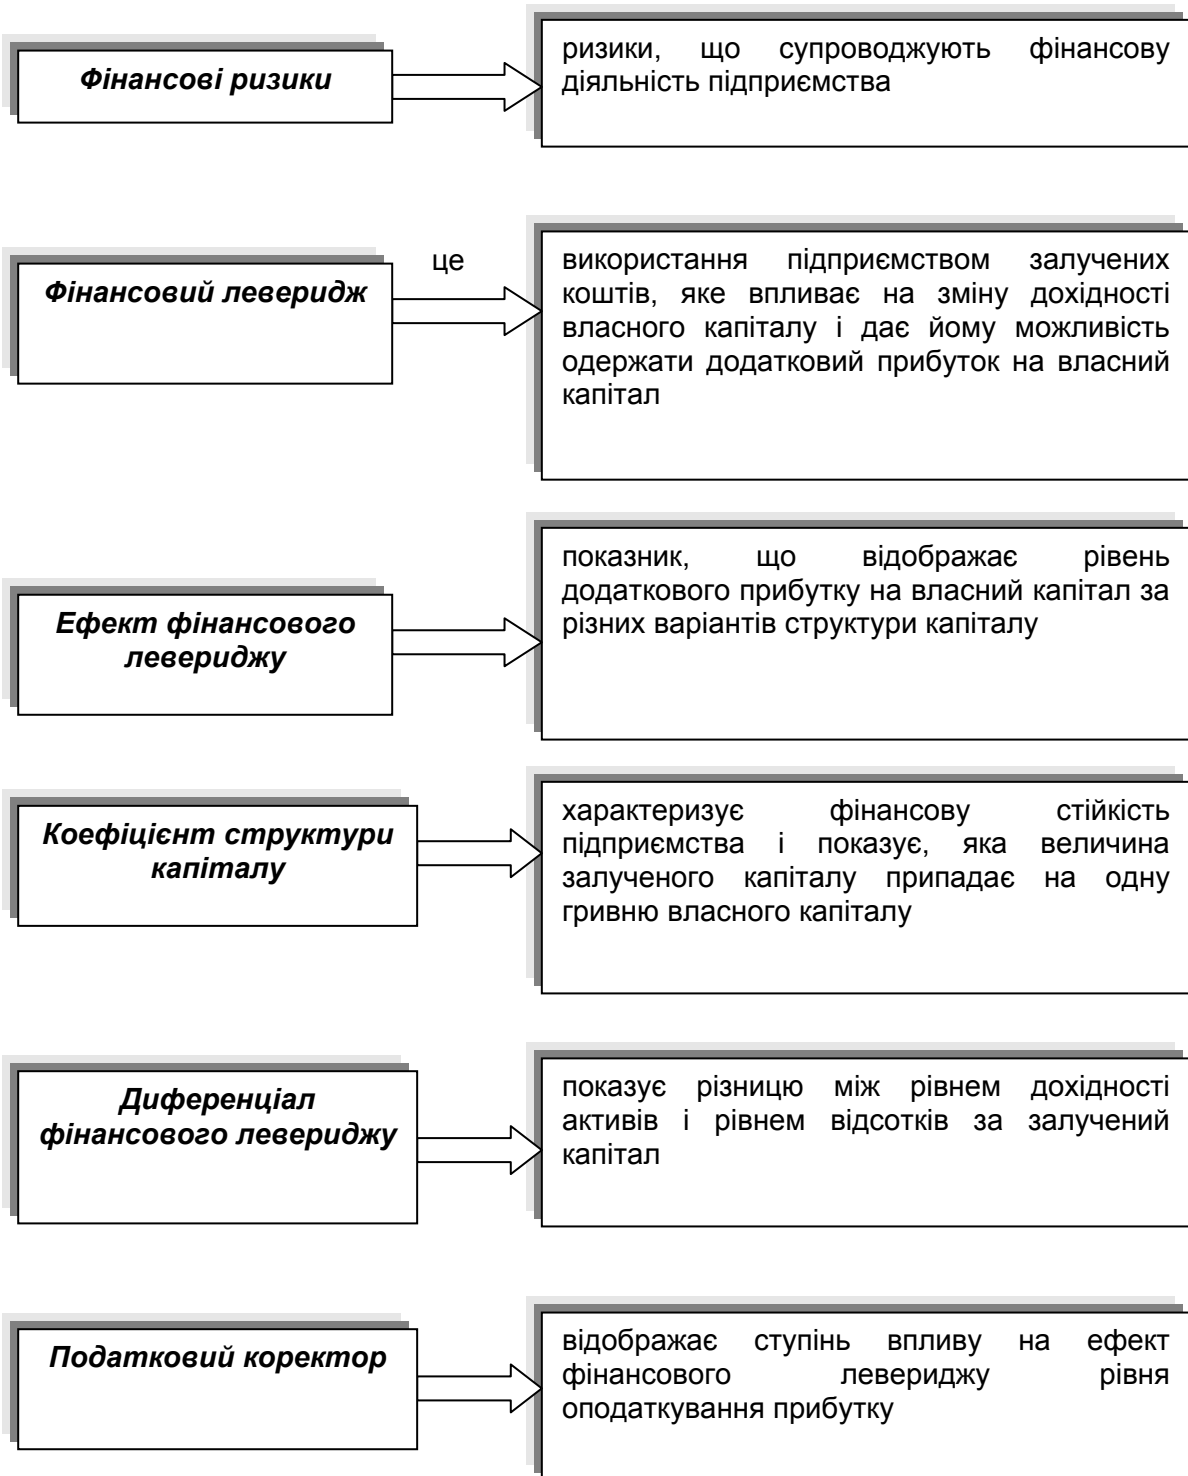 Фінансові ризики
ризики, що супроводжують фінансову
діяльність підприємства
Фінансовий леверидж
це
використання підприємством залучених
коштів, яке впливає на зміну дохідності
власного капіталу і дає йому можливість
одержати додатковий прибуток на власний
капітал
Ефект фінансового
левериджу
показник, що відображає рівень
додаткового прибутку на власний капітал за
різних варіантів структури капіталу
Коефіцієнт структури
капіталу
характеризує фінансову стійкість
підприємства і показує, яка величина
залученого капіталу припадає на одну
гривню власного капіталу
Диференціал
фінансового левериджу
показує різницю між рівнем дохідності
активів і рівнем відсотків за залучений
капітал
Податковий коректор
відображає ступінь впливу на ефект
фінансового левериджу рівня
оподаткування прибутку